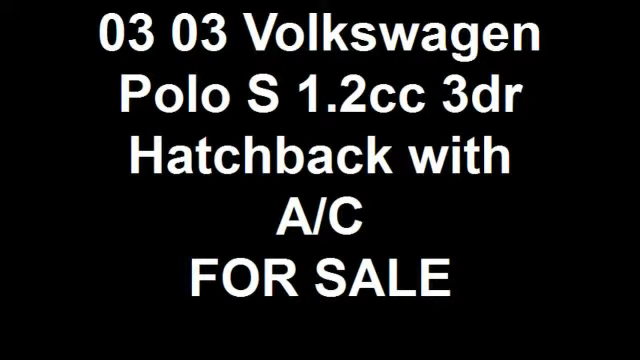 03 03 Volkswagen
Polo S 1.2cc 3dr
Hatchback with
A/C
FOR SALE